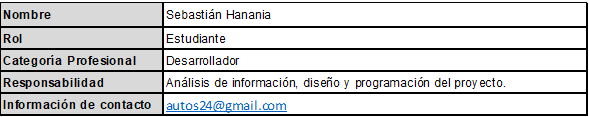 Nombre Sebastián Hanania
Rol Estudiante
Categoría Profesional Desarrollador
Responsabilidad Análisis de información, diseño y programación del proyecto.
Información de contacto autos24@gmail.com